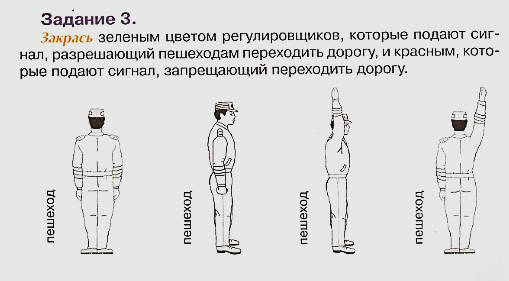 Задание 3.
Закрась зеленым цветом регулировщиков, которые подают сиг-
нал, разрешающий пешеходам переходить дорогу, и красным, кото-
рые подают сигнал, запрещающий переходить дорогу.
пешеход
пешеход
пешеход
пешеход